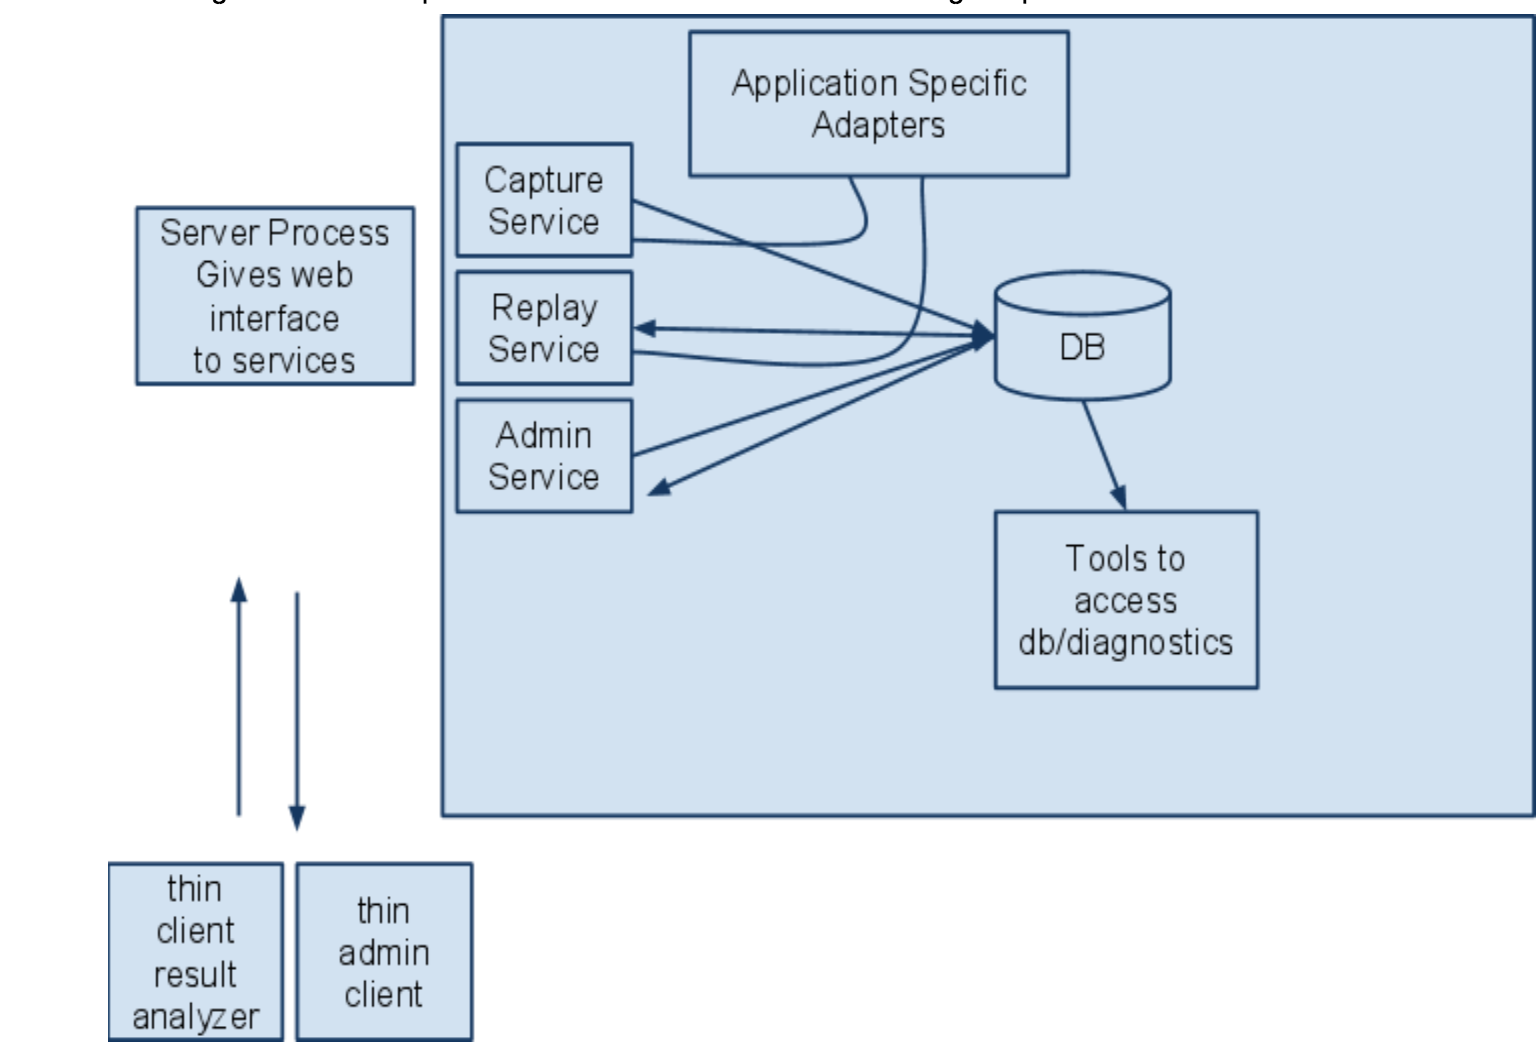 Application Specific
Adapters
Capture
Service
Server Process
Gives web
interface
to services
Replay
Service
DB
Admin
Service
Tools to
access
db/diagnostics
thin
client
result
analyzer
thin
admin
client